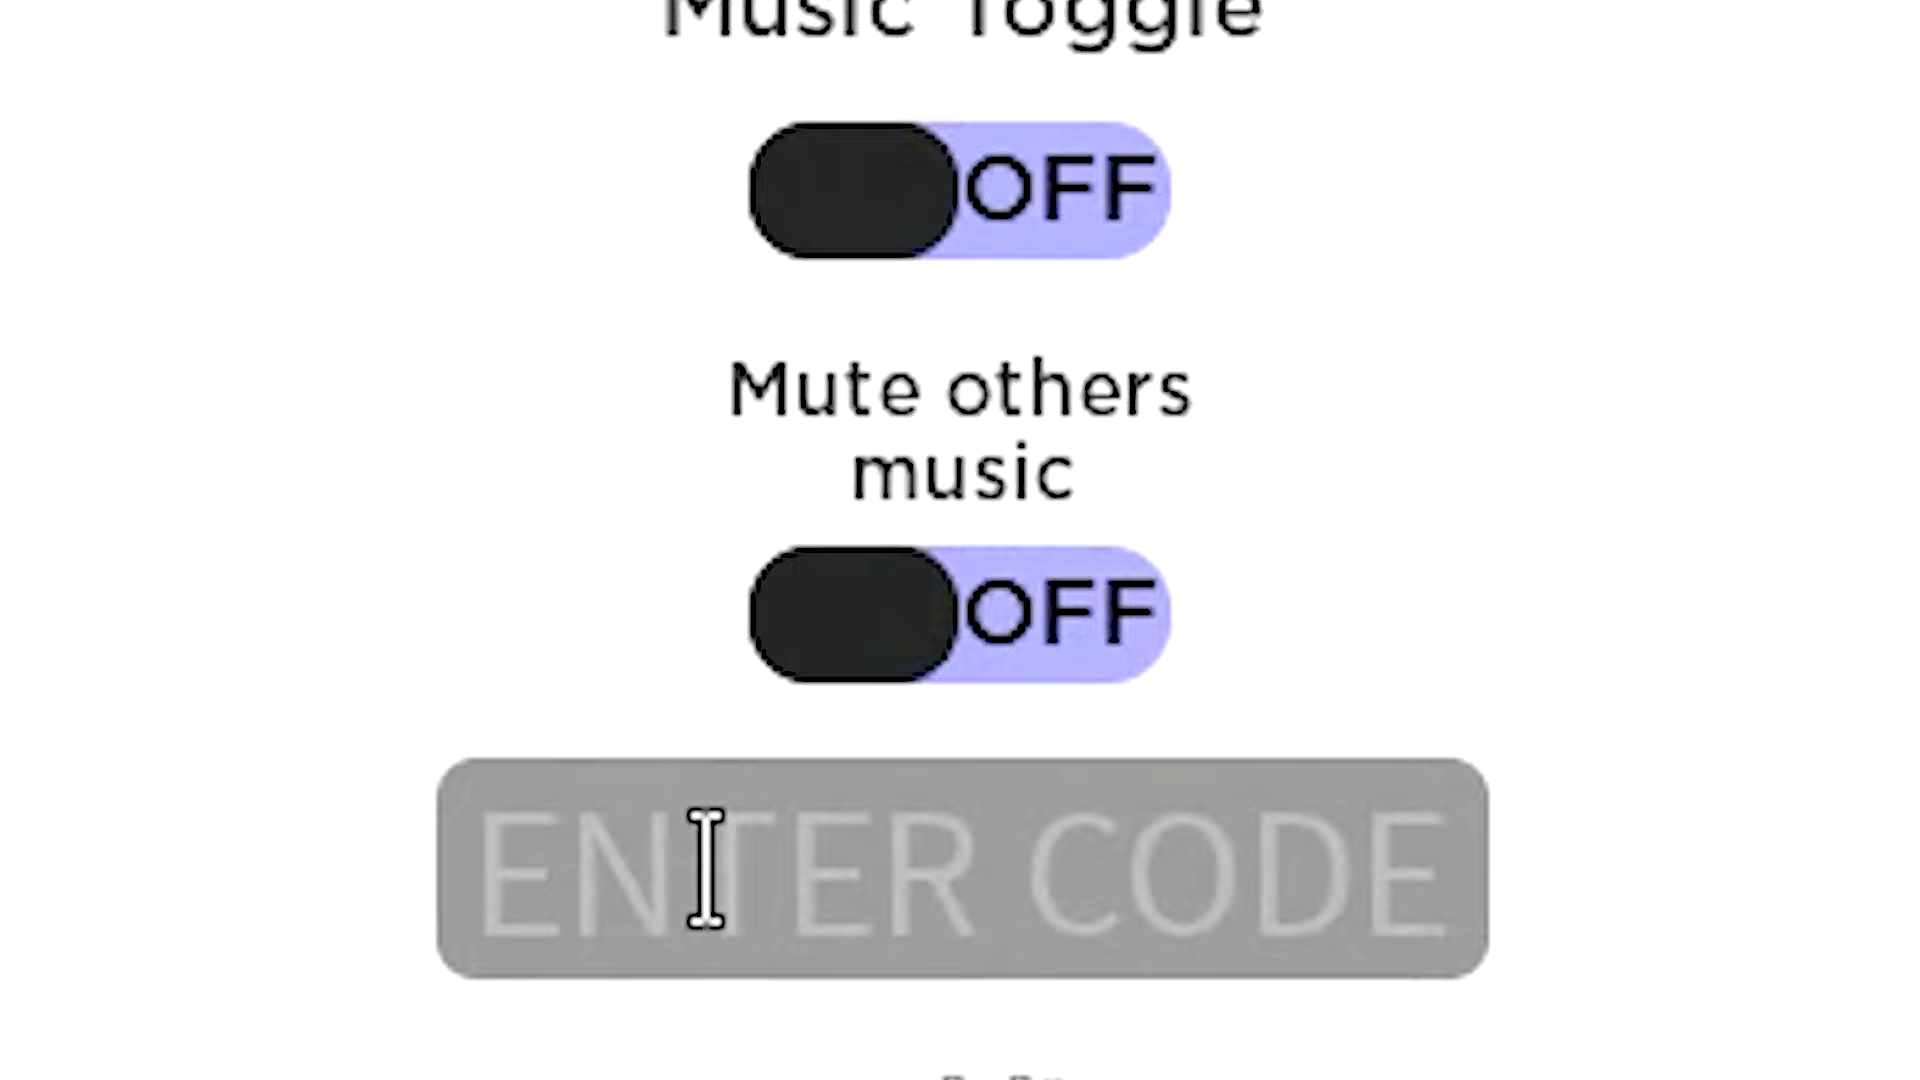 Music Toggle
OFF
Mute others
music
OFF
ENTER CODE